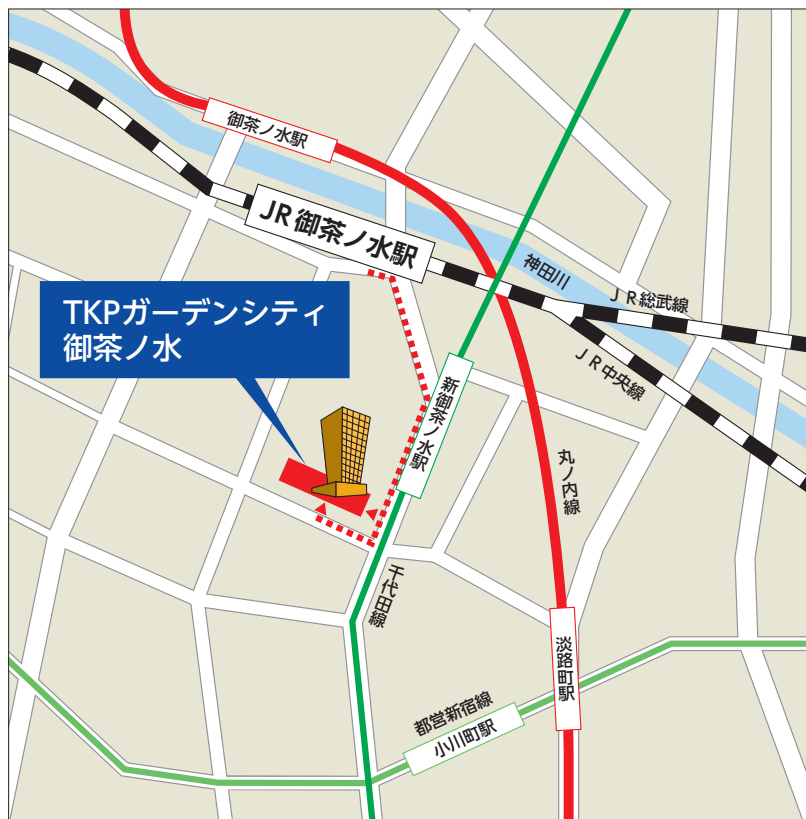 御茶ノ水駅
JR御茶ノ水駅
神田川
JR総武線
TKPガーデンシティ
御茶ノ水
JR中央線
新御茶ノ水駅
丸ノ内線
千代田線
淡路町駅
都営新宿線
小川町駅